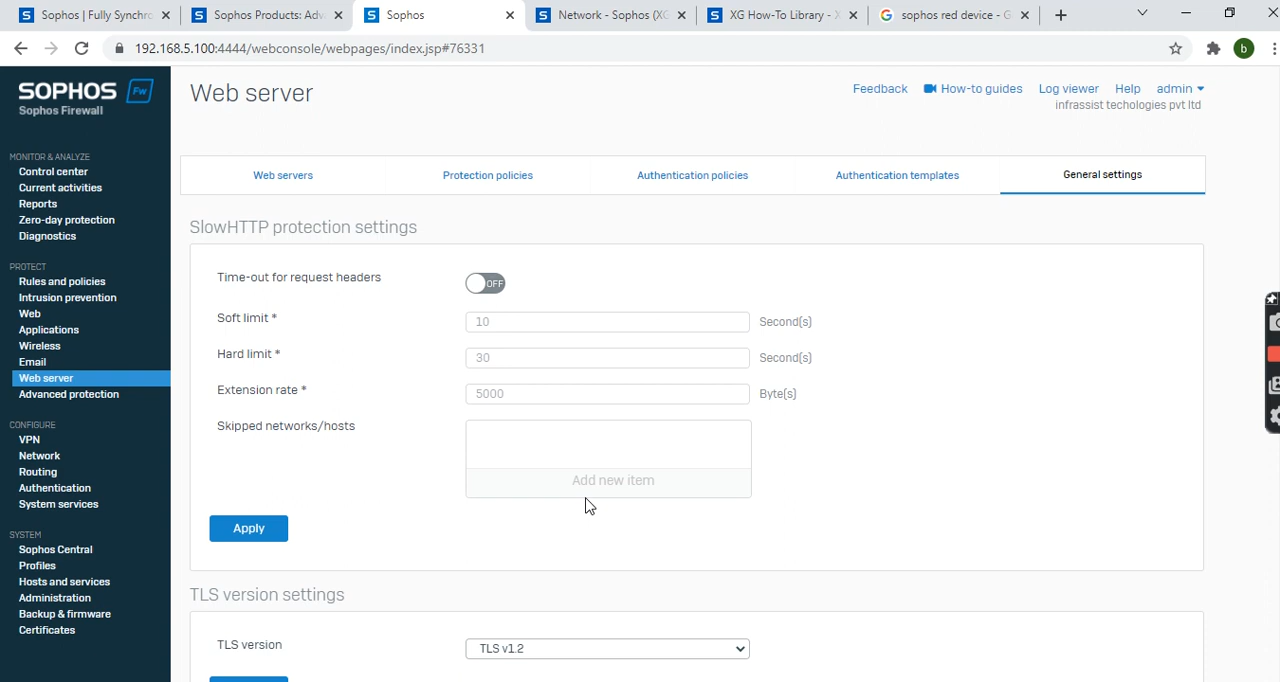 Sophos | Fully Synchro
Sophos Products: Adv
Sophos
Network - Sophos (XG
XG How-To Library - X
sophos red device - G
192.168.5.100:4444/webconsole/webpages/index.jsp#76331
b
SOPHOS Fw
Sophos Firewall
Web server
Feedback
How-to guides
Log viewer
Help
admin
infrassist techologies pvt ltd
MONITOR & ANALYZE
Control center
Current activities
Reports
Zero-day protection
Diagnostics
PROTECT
Rules and policies
Intrusion prevention
Web
Applications
Wireless
Email
Web server
Advanced protection
CONFIGURE
VPN
Network
Routing
Authentication
System services
SYSTEM
Sophos Central
Profiles
Hosts and services
Administration
Backup & firmware
Certificates
Web servers
Protection policies
Authentication policies
Authentication templates
General settings
SlowHTTP protection settings
Time-out for request headers OFF
Soft limit * 10 Second(s)
Hard limit * 30 Second(s)
Extension rate * 5000 Byte(s)
Skipped networks/hosts
Add new item
Apply
TLS version settings
TLS version TLS v1.2